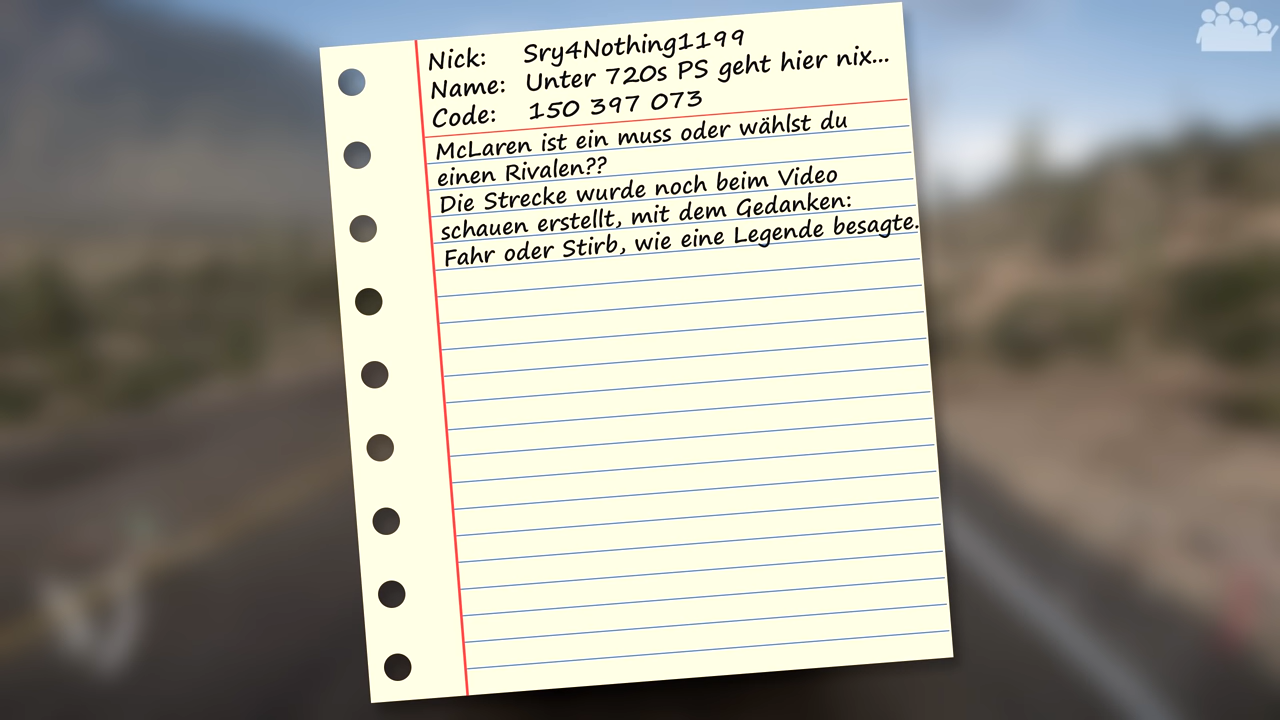 Nick: Sry4Nothing1199
Name: Unter 720s PS geht hier nix...
Code: 150 397 073
McLaren ist ein muss oder wählst du
einen Rivalen??
Die Strecke wurde noch beim Video
schauen erstellt, mit dem Gedanken:
Fahr oder Stirb, wie eine Legende besagte.